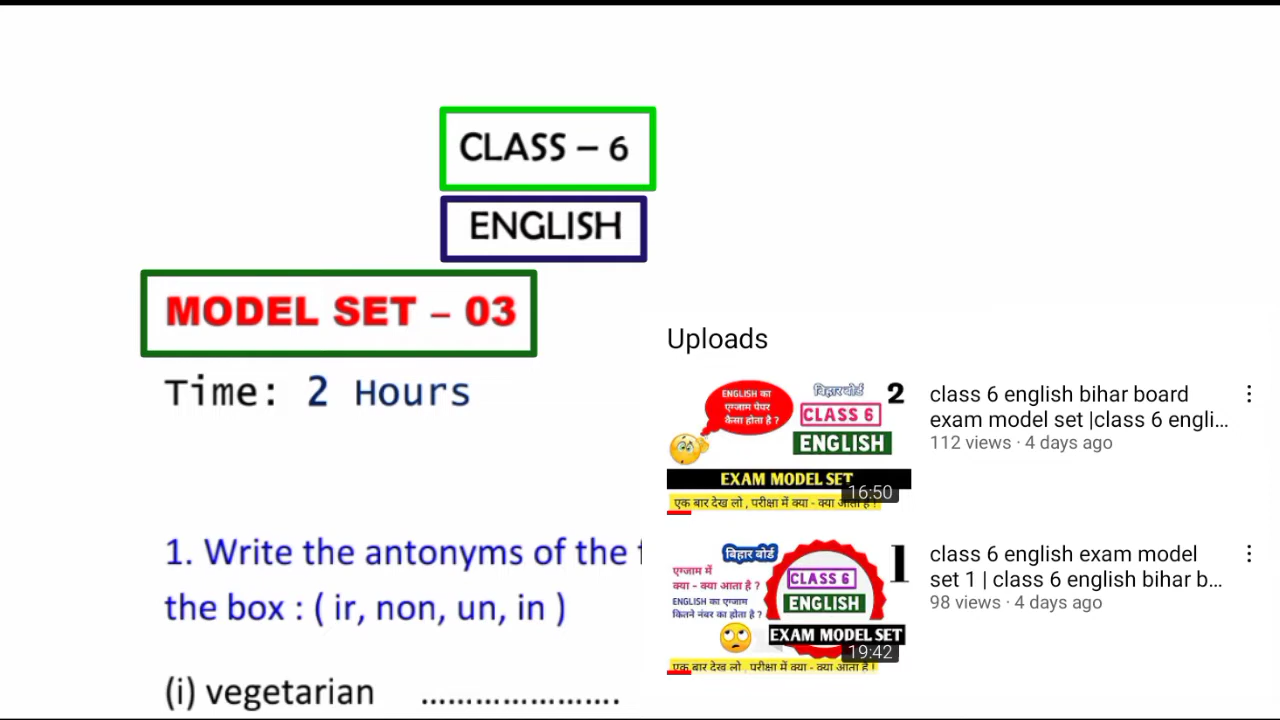 CLASS – 6
ENGLISH
MODEL SET – 03
Time: 2 Hours
1. Write the antonyms of the
the box : ( ir, non, un, in )
(i) vegetarian ......................
Uploads
ENGLISH का
एग्जाम पेपर
कैसा होता है ?
बिहार बोर्ड
2
CLASS 6
ENGLISH
EXAM MODEL SET
16:50
एक बार देख लो , परीक्षा में क्या - क्या आता है !
class 6 english bihar board
exam model set |class 6 engli...
112 views · 4 days ago
बिहार बोर्ड
1
एग्जाम में
क्या - क्या आता है ?
ENGLISH का एग्जाम
कितने नंबर का होता है ?
CLASS 6
ENGLISH
EXAM MODEL SET
19:42
एक बार देख लो , परीक्षा में क्या - क्या आता है !
class 6 english exam model
set 1 | class 6 english bihar b...
98 views · 4 days ago